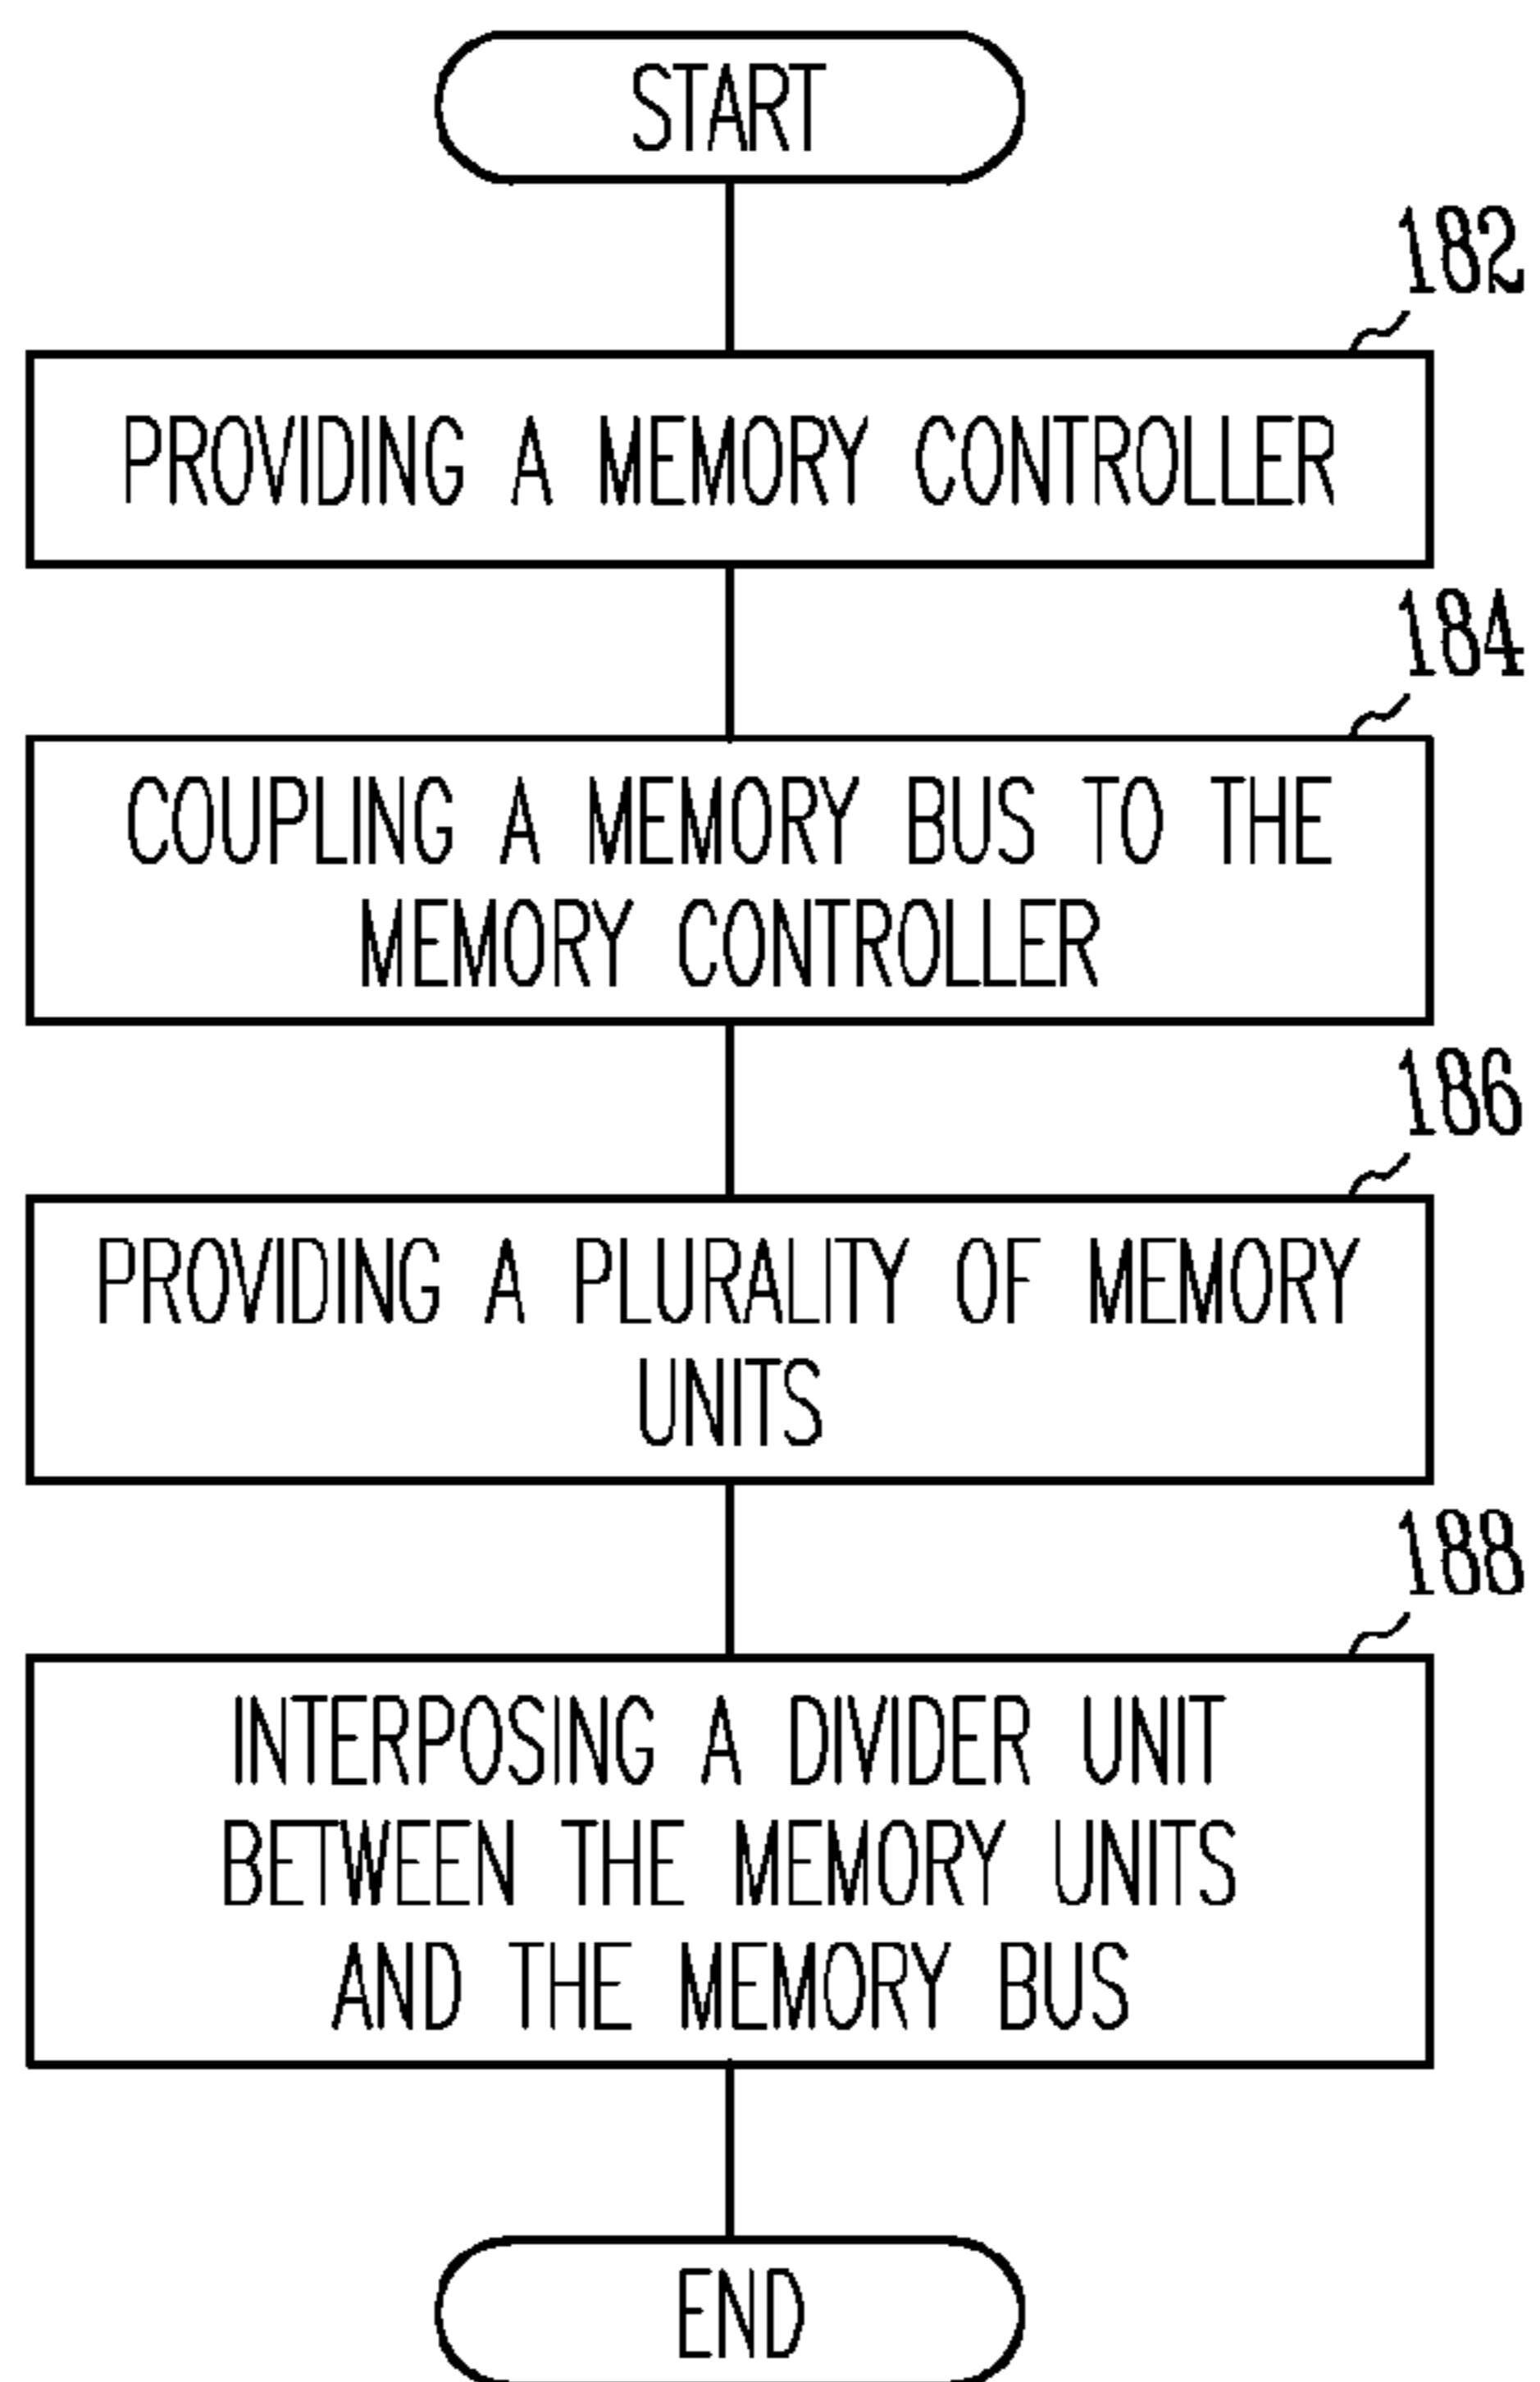 START
182
PROVIDING A MEMORY CONTROLLER
184
COUPLING A MEMORY BUS TO THE
MEMORY CONTROLLER
186
PROVIDING A PLURALITY OF MEMORY
UNITS
188
INTERPOSING A DIVIDER UNIT
BETWEEN THE MEMORY UNITS
AND THE MEMORY BUS
END